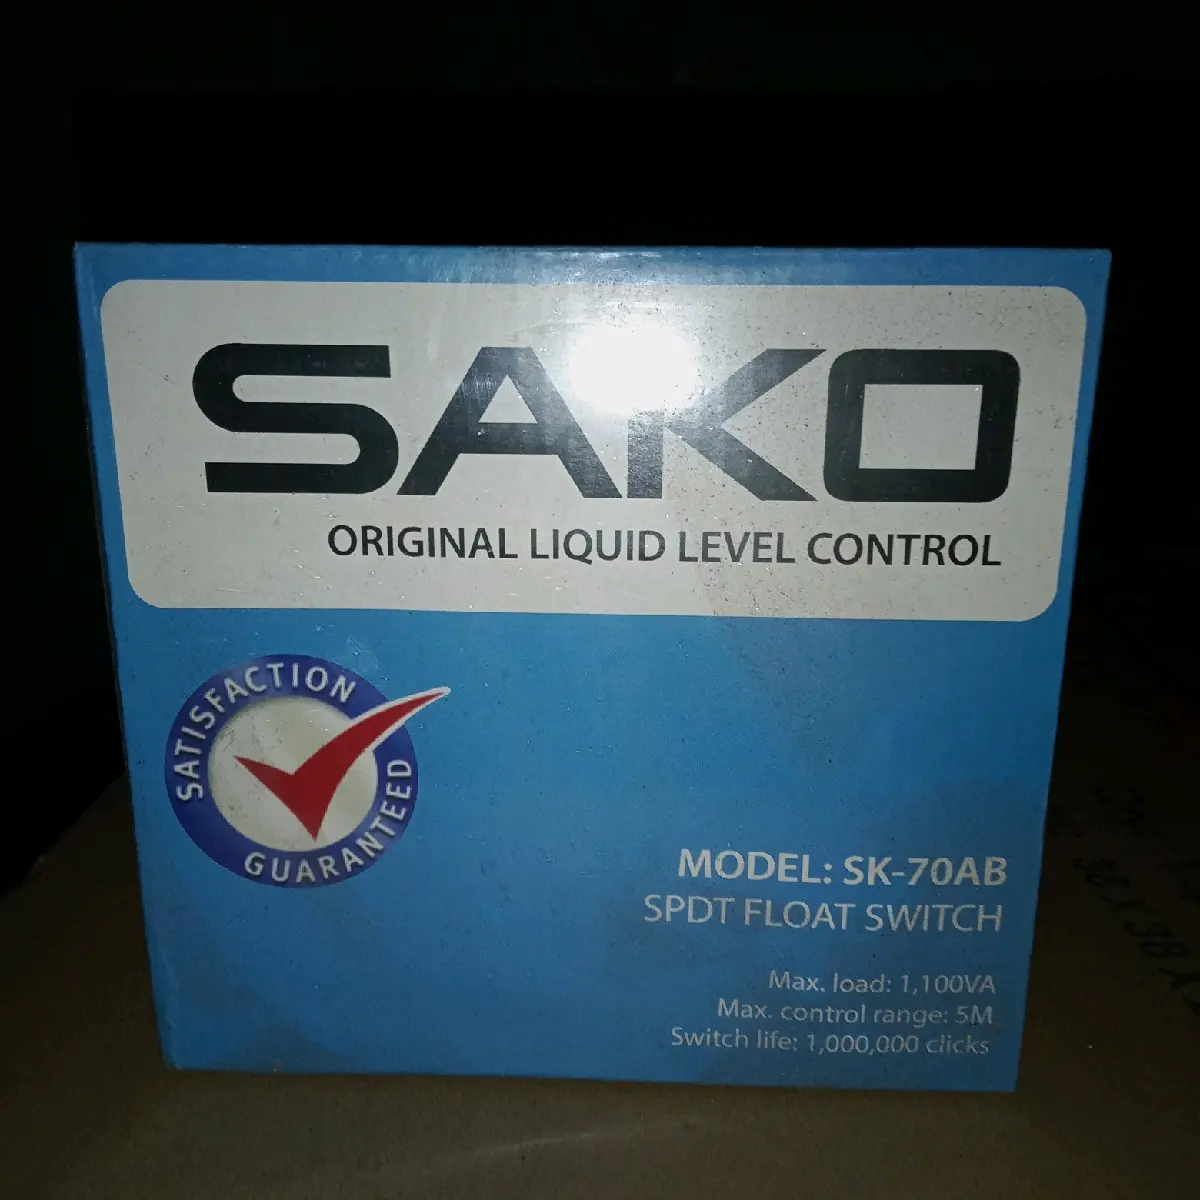 SAKO
ORIGINAL LIQUID LEVEL CONTROL
SATISFACTION
GUARANTEED
MODEL: SK-70AB
SPDT FLOAT SWITCH
Max. load: 1,100VA
Max. control range: 5M
Switch life: 1,000,000 clicks